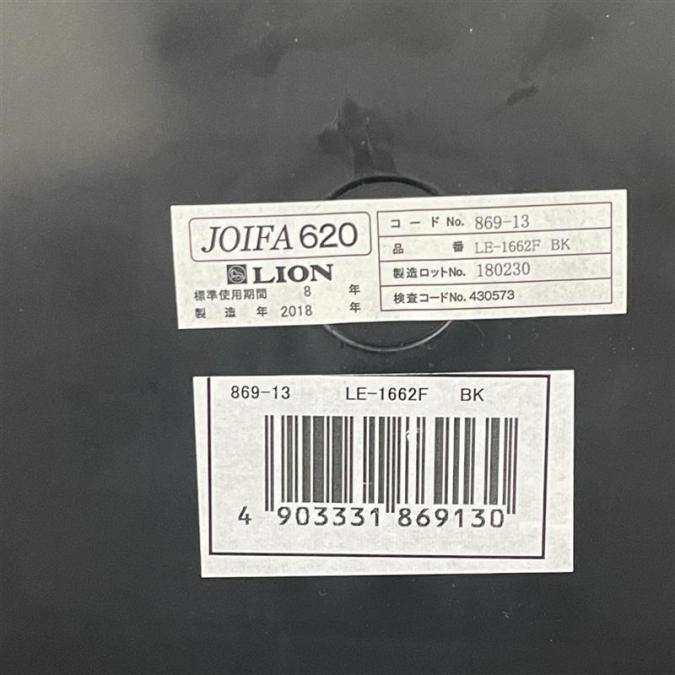 JOIFA 620
LION
標準使用期間 8 年
製造年 2018 年
コードNo. 869-13
品番 LE-1662F BK
製造ロットNo. 180230
検査コードNo. 430573
869-13 LE-1662F BK
4 903331 869130